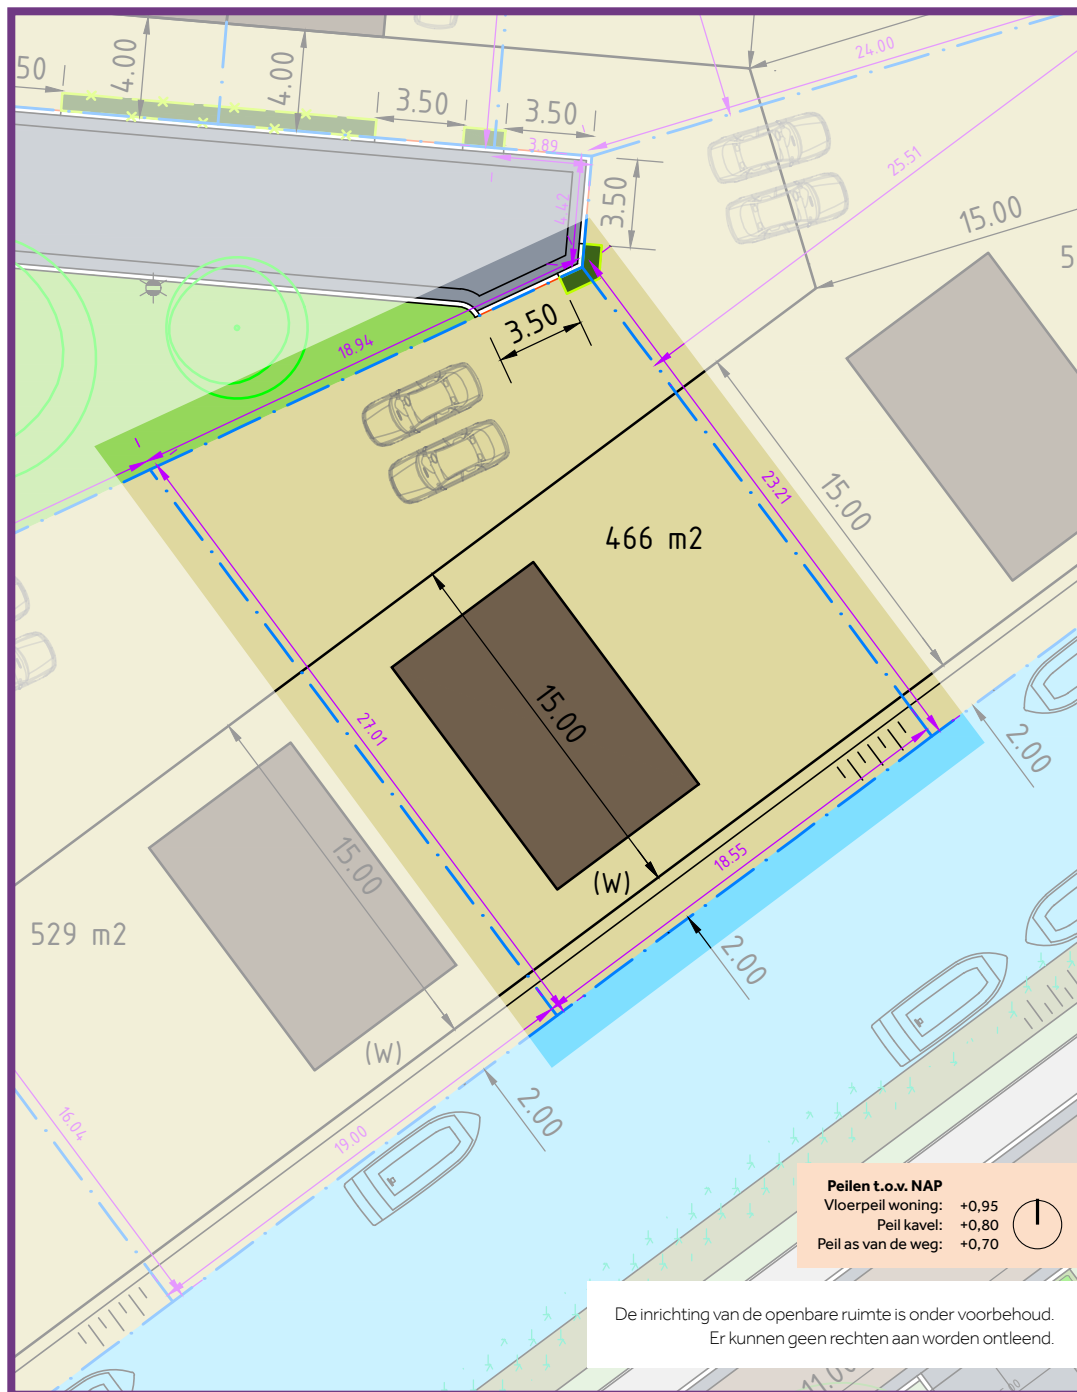 50
4.00
4.00
3.50
3.50
3.89
24.00
25.51
3.50
4.42
15.00
5
18.94
3.50
23.21
15.00
466 m2
15.00
27.01
(W)
18.55
2.00
2.00
15.00
529 m2
(W)
2.00
16.04
19.00
Peilen t.o.v. NAP
Vloerpeil woning: +0,95
Peil kavel: +0,80
Peil as van de weg: +0,70
De inrichting van de openbare ruimte is onder voorbehoud.
Er kunnen geen rechten aan worden ontleend.
11.00